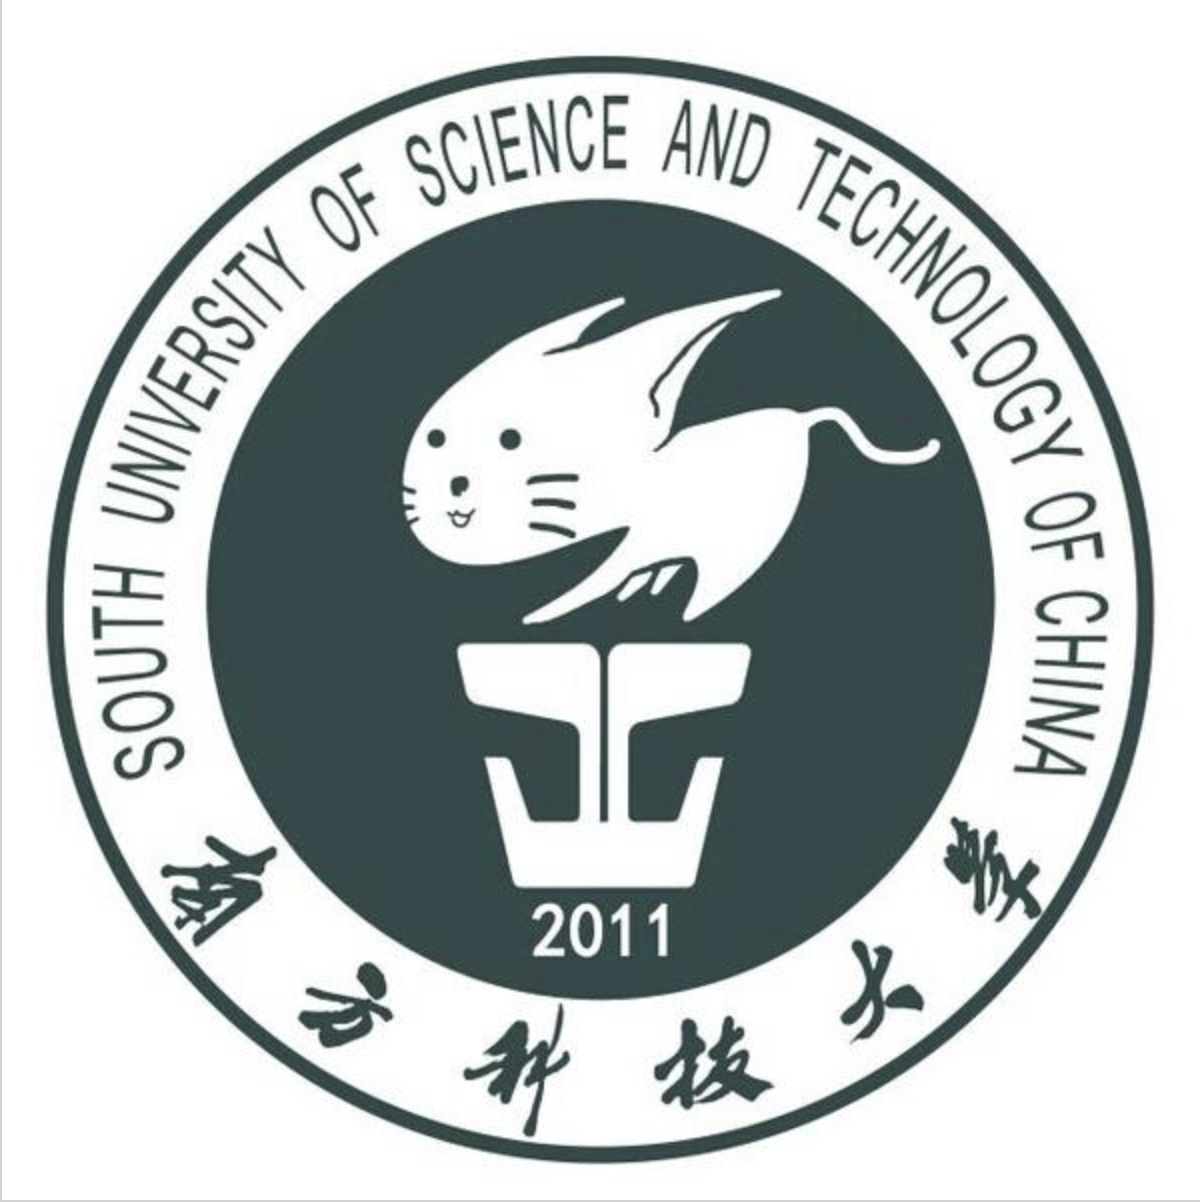 SOUTH UNIVERSITY OF SCIENCE AND TECHNOLOGY OF CHINA
2011
南方科技大学